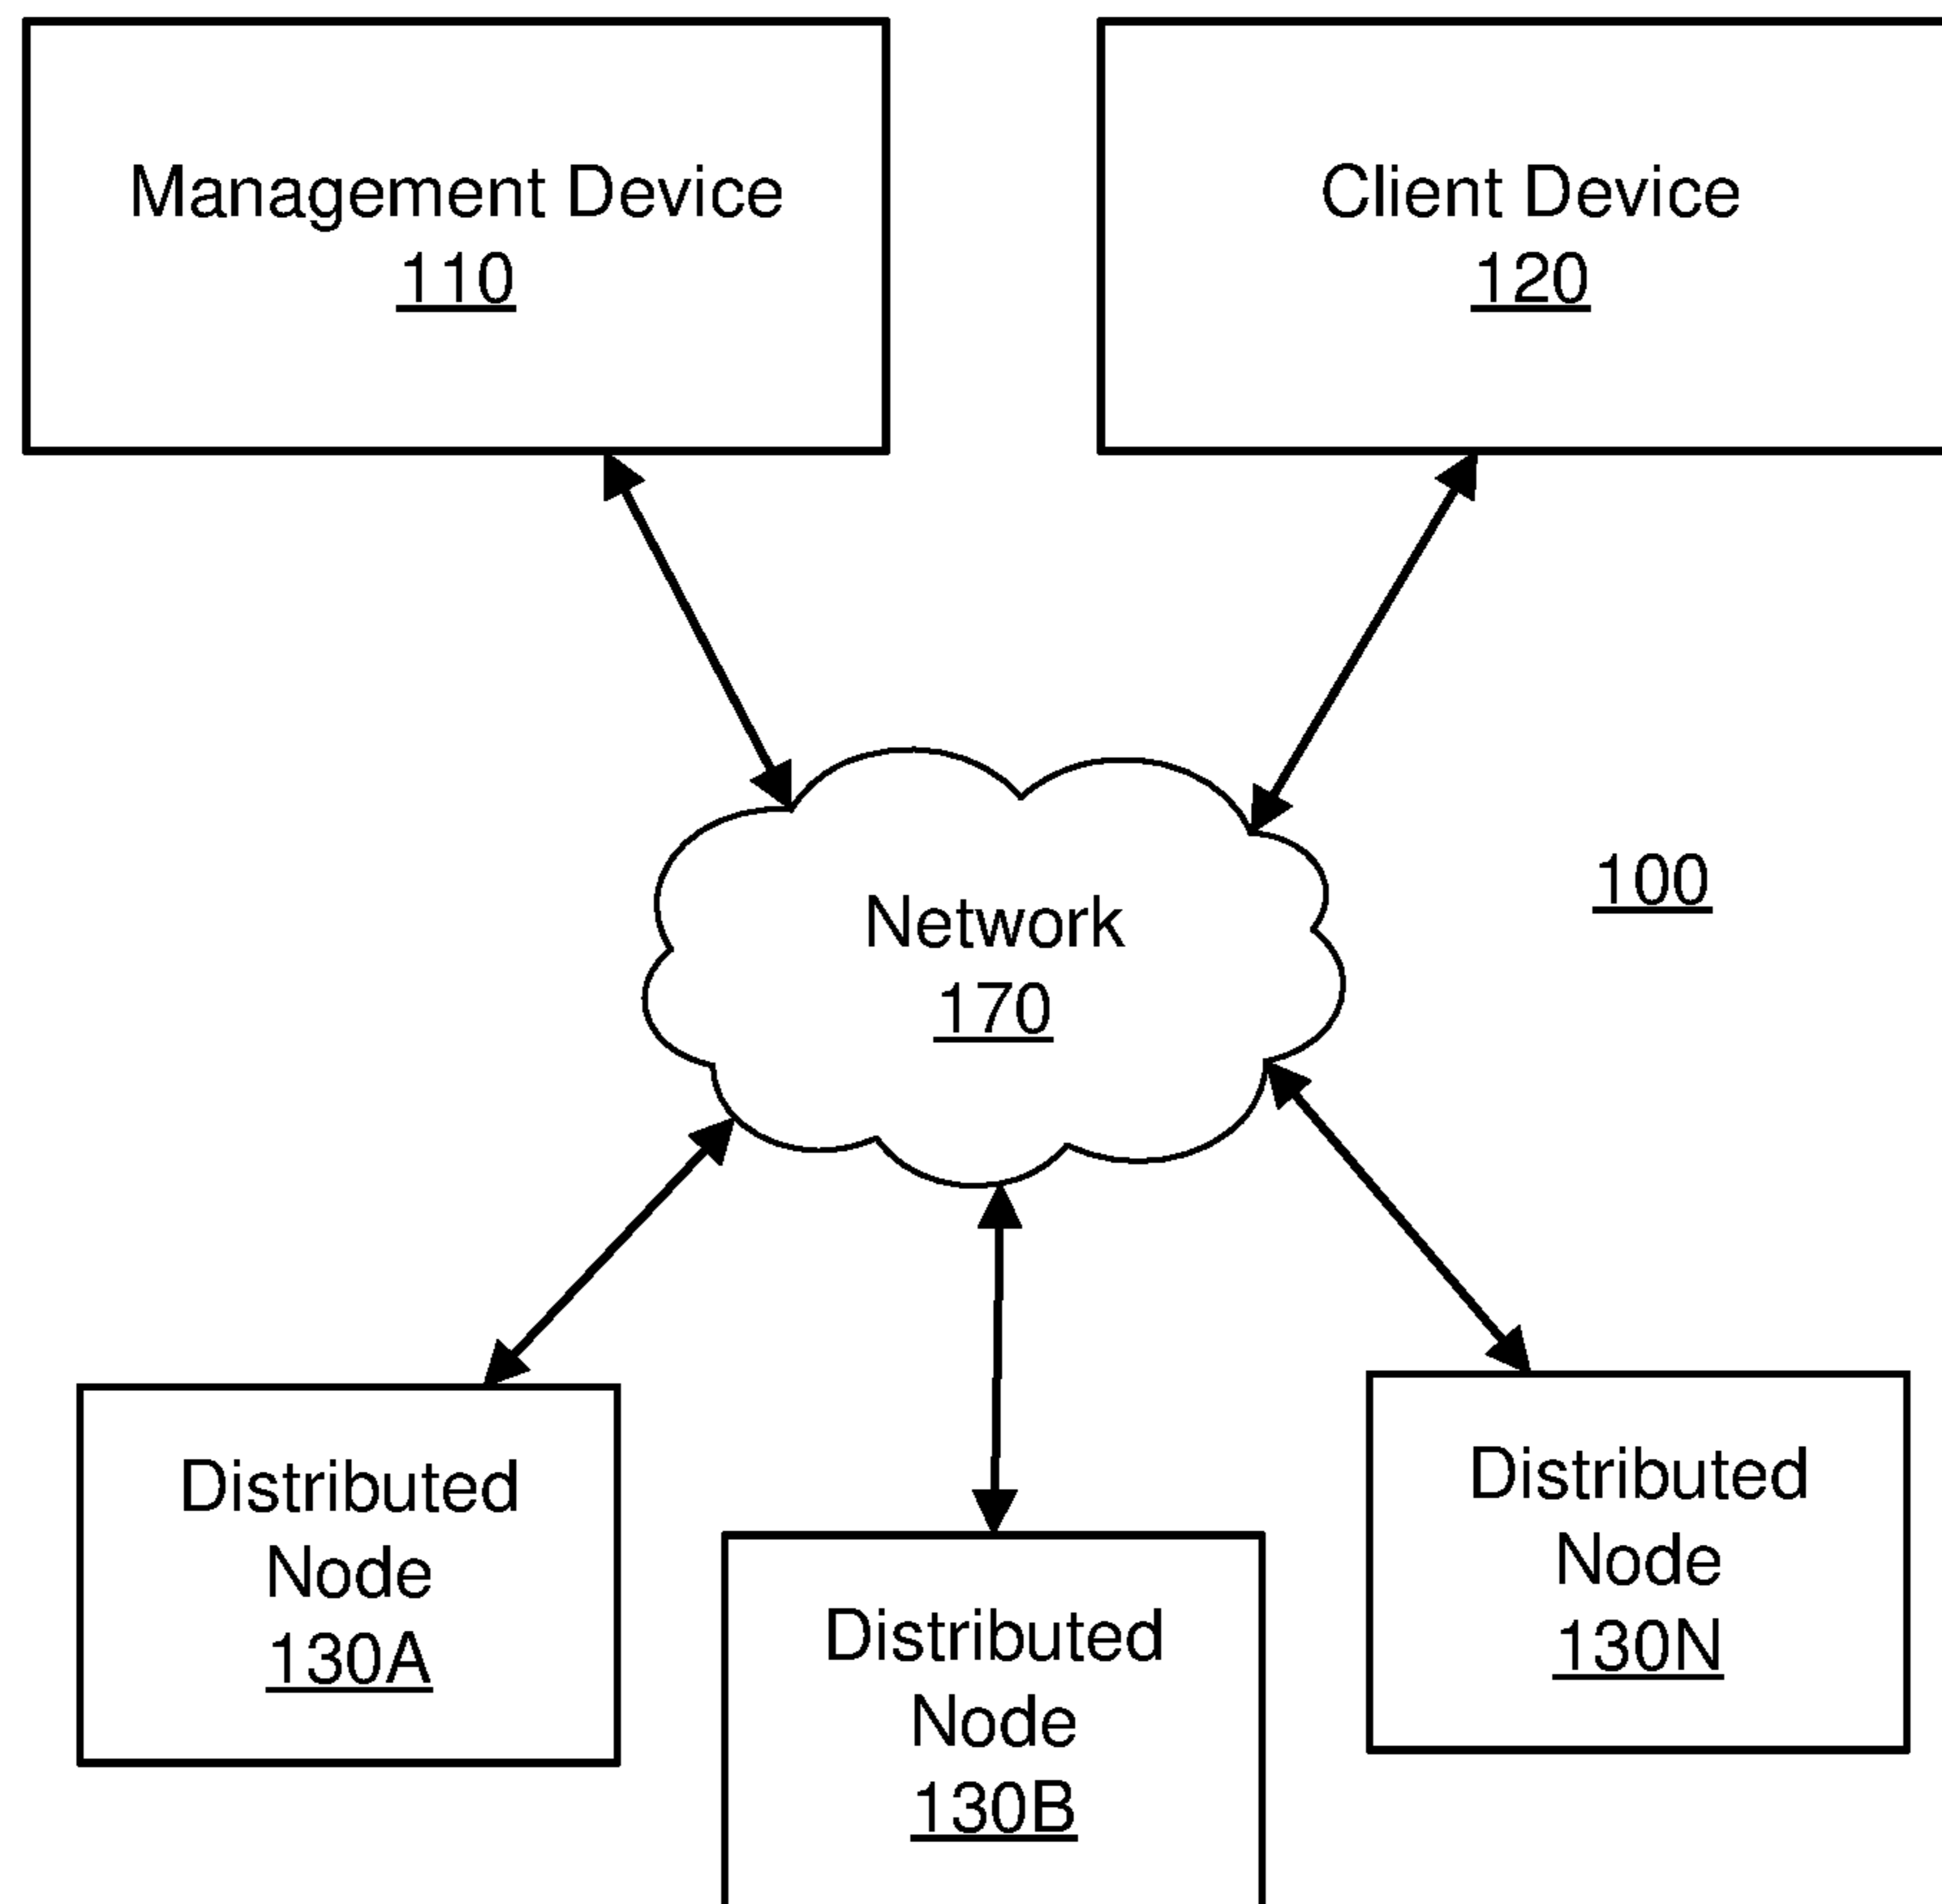 Management Device
110
Client Device
120
Network
170
100
Distributed
Node
130A
Distributed
Node
130B
Distributed
Node
130N